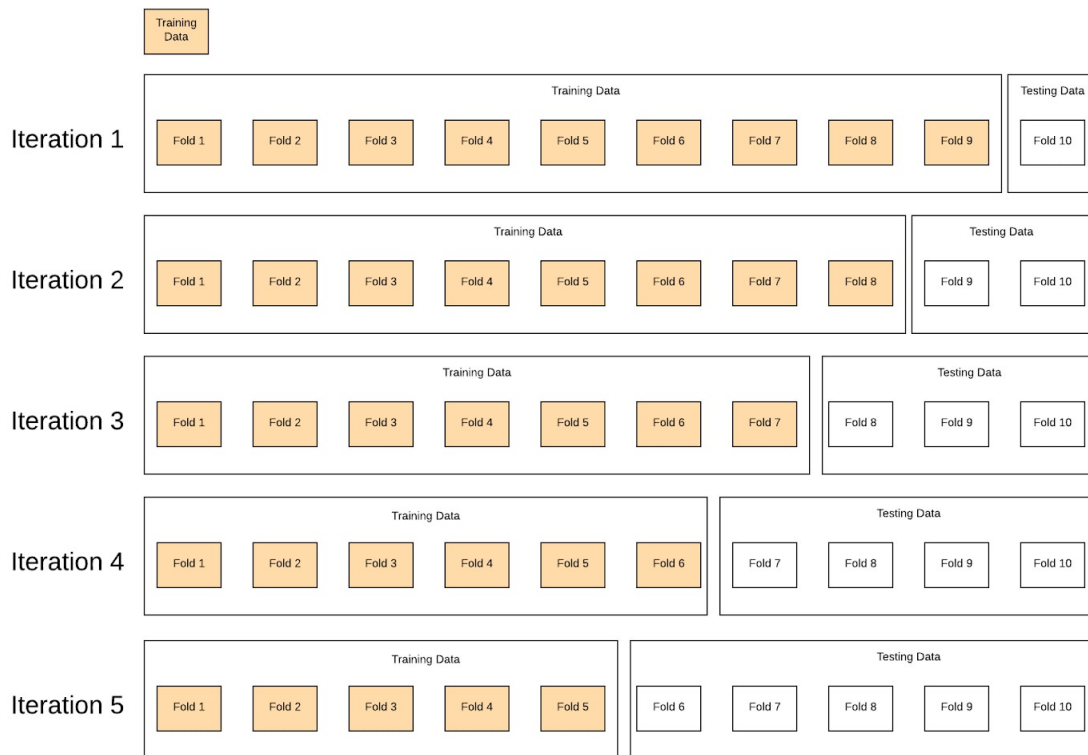 Training
Data
Training Data
Testing Data
Iteration 1
Fold 1
Fold 2
Fold 3
Fold 4
Fold 5
Fold 6
Fold 7
Fold 8
Fold 9
Fold 10
Training Data
Testing Data
Iteration 2
Fold 1
Fold 2
Fold 3
Fold 4
Fold 5
Fold 6
Fold 7
Fold 8
Fold 9
Fold 10
Training Data
Testing Data
Iteration 3
Fold 1
Fold 2
Fold 3
Fold 4
Fold 5
Fold 6
Fold 7
Fold 8
Fold 9
Fold 10
Training Data
Testing Data
Iteration 4
Fold 1
Fold 2
Fold 3
Fold 4
Fold 5
Fold 6
Fold 7
Fold 8
Fold 9
Fold 10
Training Data
Testing Data
Iteration 5
Fold 1
Fold 2
Fold 3
Fold 4
Fold 5
Fold 6
Fold 7
Fold 8
Fold 9
Fold 10